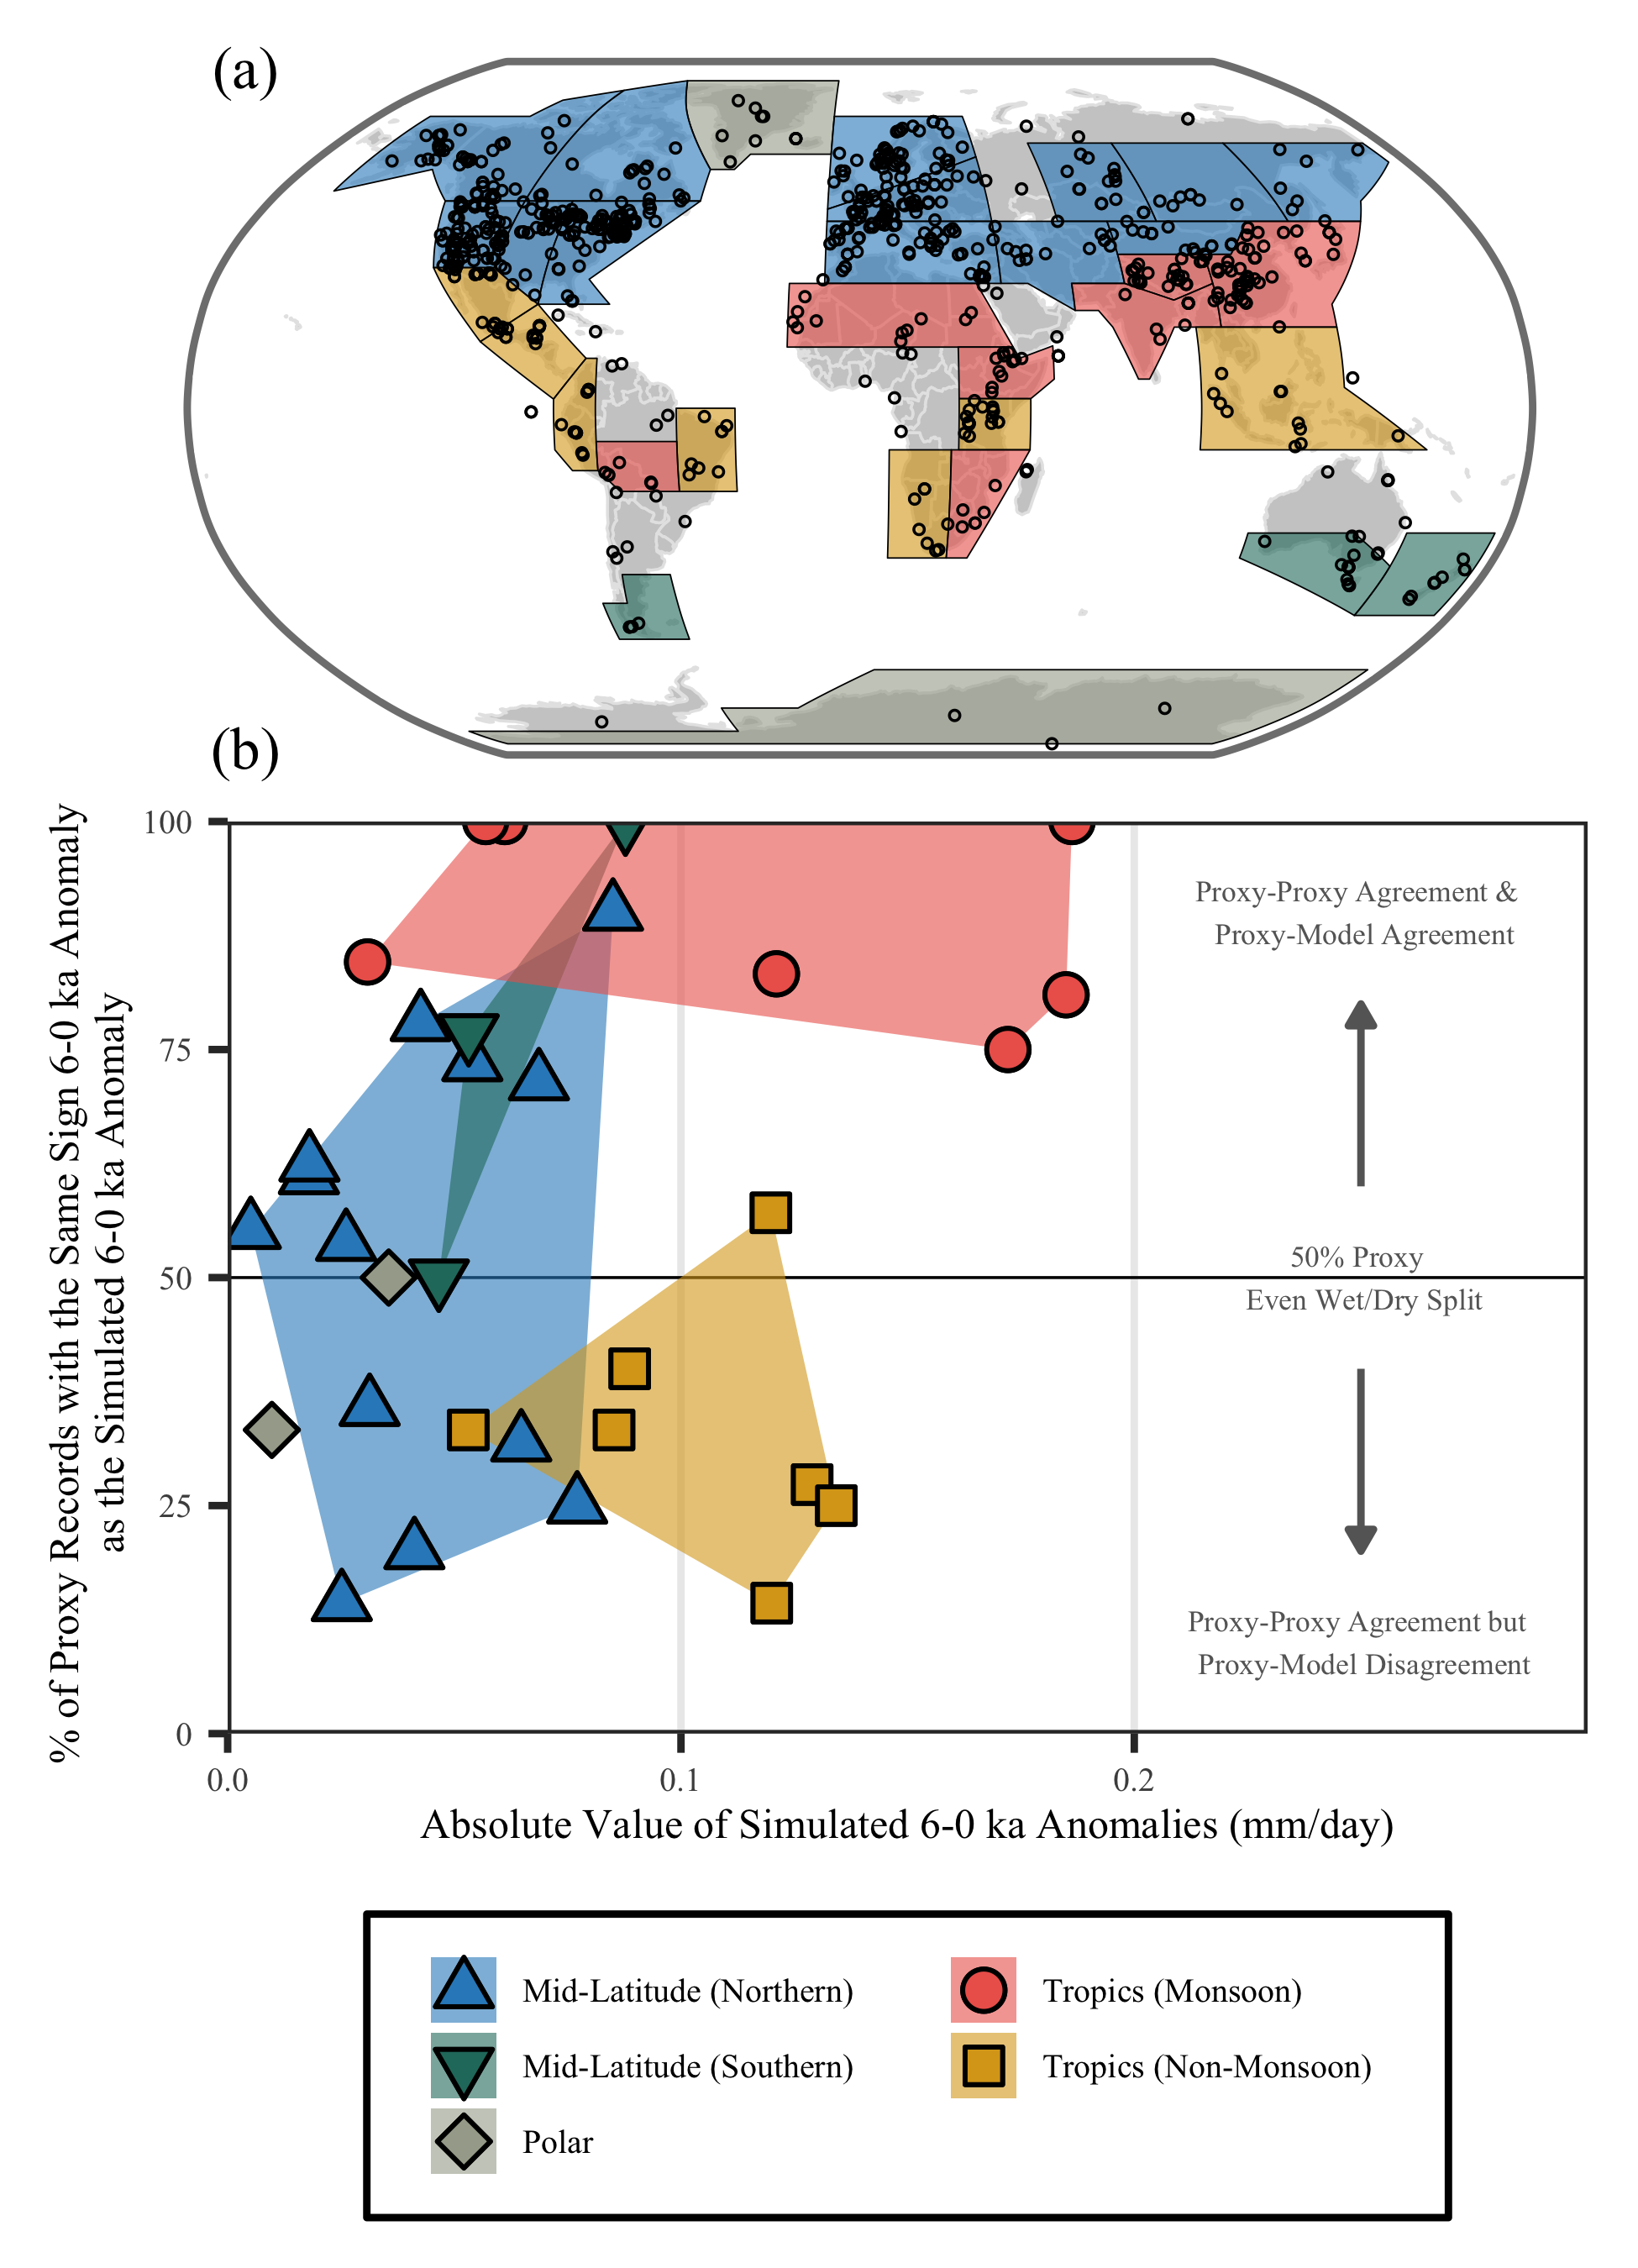 (a)
(b)
% of Proxy Records with the Same Sign 6-0 ka Anomaly
as the Simulated 6-0 ka Anomaly
100
75
50
25
0
Proxy-Proxy Agreement &
Proxy-Model Agreement
50% Proxy
Even Wet/Dry Split
Proxy-Proxy Agreement but
Proxy-Model Disagreement
0.0
0.1
0.2
Absolute Value of Simulated 6-0 ka Anomalies (mm/day)
Mid-Latitude (Northern)
Tropics (Monsoon)
Mid-Latitude (Southern)
Tropics (Non-Monsoon)
Polar